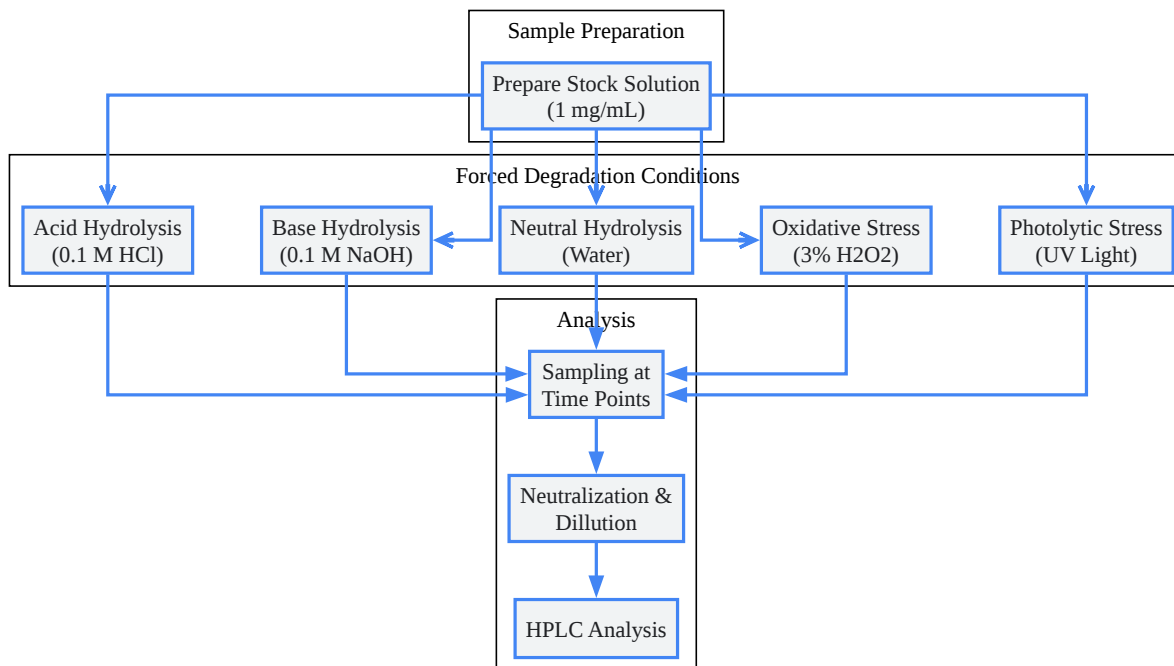 Sample Preparation
Prepare Stock Solution
(1 mg/mL)
Forced Degradation Conditions
Acid Hydrolysis
(0.1 M HCl)
Base Hydrolysis
(0.1 M NaOH)
Neutral Hydrolysis
(Water)
Oxidative Stress
(3% H2O2)
Photolytic Stress
(UV Light)
Analysis
Sampling at
Time Points
Neutralization &
Dillution
HPLC Analysis